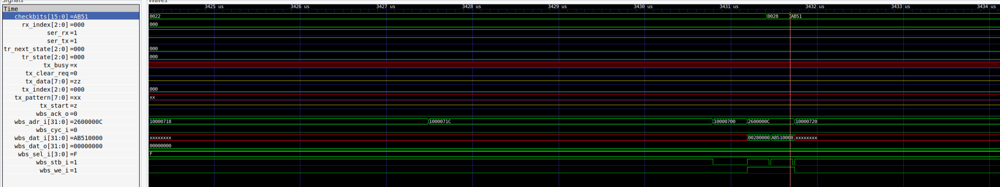 Signals Waves
Time 3425 us 3426 us 3427 us 3428 us 3429 us 3430 us 3431 us 3432 us 3433 us 3434 us
checkbits[15:0] =AB51 0022 0028 AB51
rx_index[2:0] =000 000
ser_rx =1
ser_tx =1
tr_next_state[2:0] =000 000
tr_state[2:0] =000 000
tx_busy =x
tx_clear_req =0
tx_data[7:0] =zz
tx_index[2:0] =000 000
tx_pattern[7:0] =xx xx
tx_start =z
wbs_ack_o =0
wbs_adr_i[31:0] =2600000C 10000718 1000071C 10000700 2600000C 10000720
wbs_cyc_i =0
wbs_dat_i[31:0] =AB510000 xxxxxxxx 00280000 AB510000 xxxxxxxx
wbs_dat_o[31:0] =00000000 00000000
wbs_sel_i[3:0] =F F
wbs_stb_i =1
wbs_we_i =1